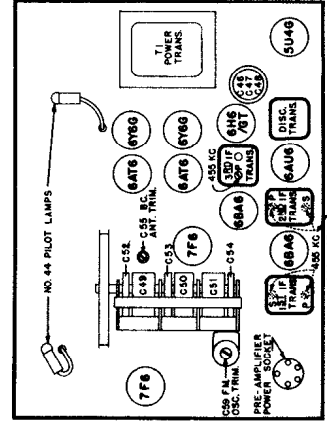 NO. 44 PILOT LAMPS
T1
POWER
TRANS.
5U4G
6Y6G
6Y6G
C46
C47
C48
6AT6
6AT6
6H6
/GT
455 KC
3RD IF
TRANS.
DISC.
TRANS.
C55 BC.
ANT. TRIM.
C52
C53
C54
C49
C50
C51
7F6
6BA6
6AU6
2ND IF
TRANS.
P
S
6BA6
455 KC
1ST IF
TRANS.
P
S
7F6
C59 F.M.
OSC. TRIM.
PRE-AMPLIFIER
POWER SOCKET